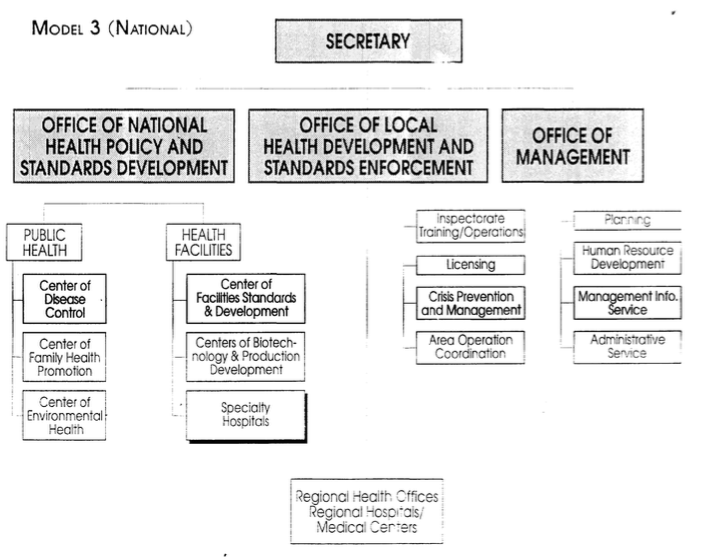 MODEL 3 (NATIONAL)
SECRETARY
OFFICE OF NATIONAL
HEALTH POLICY AND
STANDARDS DEVELOPMENT
OFFICE OF LOCAL
HEALTH DEVELOPMENT AND
STANDARDS ENFORCEMENT
OFFICE OF
MANAGEMENT
PUBLIC
HEALTH
Center of
Disease
Control
Center of
Family Health
Promotion
Center of
Environmental
Health
HEALTH
FACILITIES
Center of
Facilities Standards
& Development
Centers of Biotech-
nology & Production
Development
Specialty
Hospitals
Inspectorate
Training/Operations
Licensing
Crisis Prevention
and Management
Area Operation
Coordination
Planning
Human Resource
Development
Management Info.
Service
Administrative
Service
Regional Health Offices
Regional Hospitals/
Medical Centers